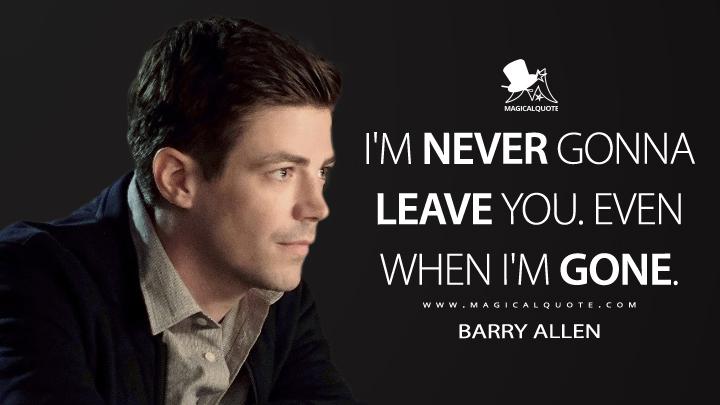 MAGICALQUOTE
I'M NEVER GONNA
LEAVE YOU. EVEN
WHEN I'M GONE.
WWW.MAGICALQUOTE.COM
BARRY ALLEN